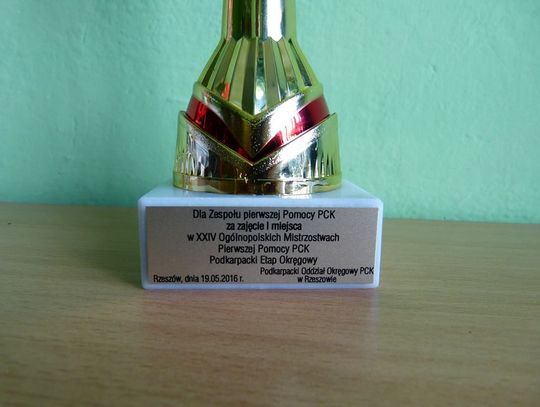 Dla Zespołu pierwszej Pomocy PCK
za zajęcie I miejsca
w XXIV Ogólnopolskich Mistrzostwach
Pierwszej Pomocy PCK
Podkarpacki Etap Okręgowy
Podkarpacki Oddział Okręgowy PCK
Rzeszów, dnia 19.05.2016 r. w Rzeszowie